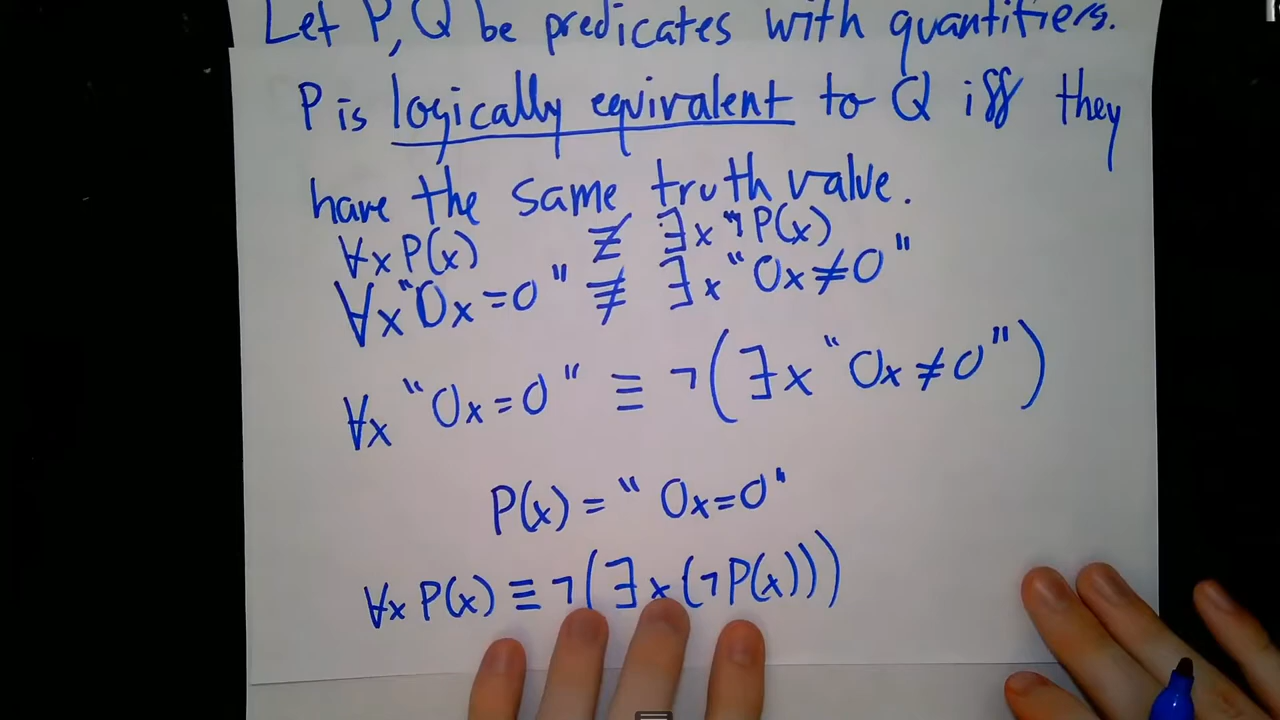 Let P, Q be predicates with quantifiers.
P is logically equivalent to Q iff they
have the same truth value.
∀x P(x) ≢ ∃x "¬P(x)
∀x "0x=0" ≢ ∃x "0x≠0"
∀x "0x=0" ≡ ¬(∃x "0x≠0")
P(x) = "0x=0"
∀x P(x) ≡ ¬(∃x(¬P(x)))